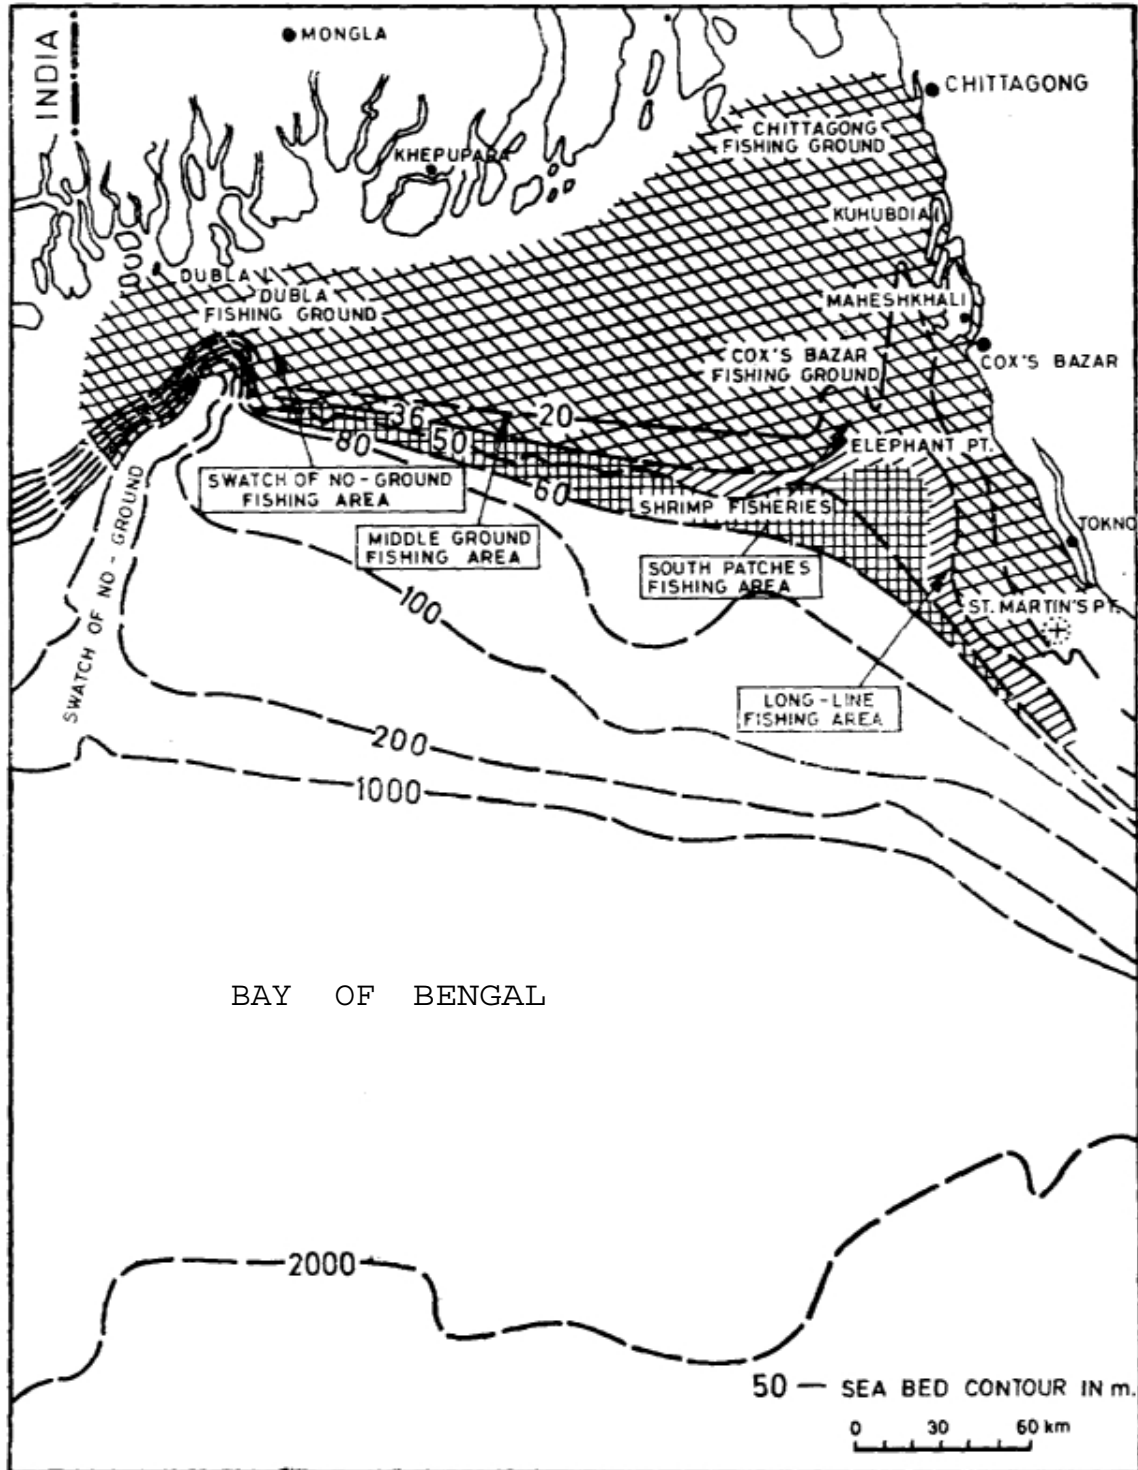 INDIA
MONGLA
CHITTAGONG
CHITTAGONG
FISHING GROUND
KHEPUPARA
KUHUBDIA
DUBLA I.
DUBLA
FISHING GROUND
MAHESHKHALI
COX'S BAZAR
FISHING GROUND
COX'S BAZAR
36
20
80
50
ELEPHANT PT.
SWATCH OF NO-GROUND
FISHING AREA
60
SHRIMP FISHERIES
MIDDLE GROUND
FISHING AREA
TOKNO
SOUTH PATCHES
FISHING AREA
100
ST. MARTIN'S PT.
SWATCH OF NO-GROUND
LONG-LINE
FISHING AREA
200
1000
BAY OF BENGAL
2000
50 — SEA BED CONTOUR IN m.
0 30 60 km